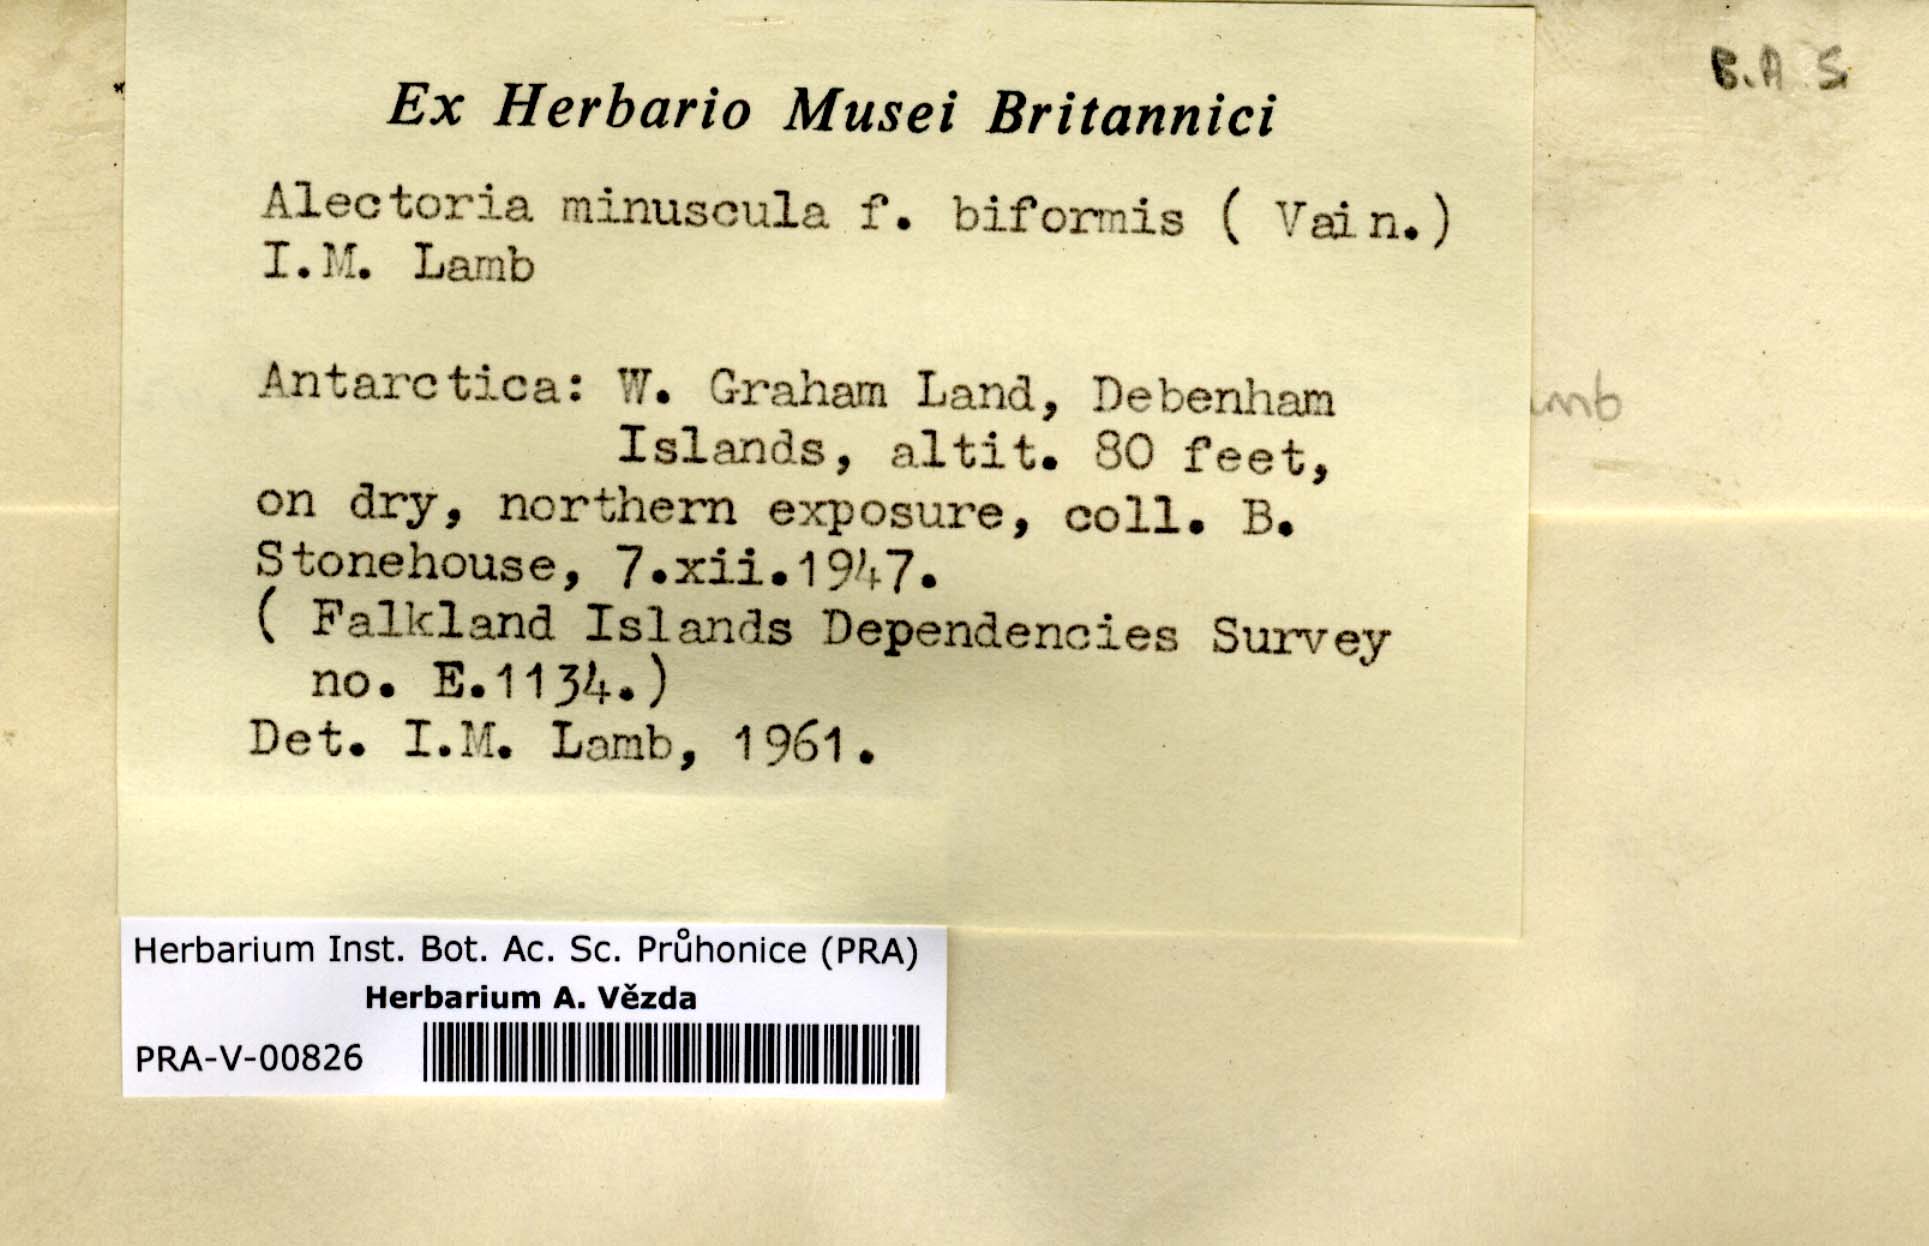 B.A S.
Ex Herbario Musei Britannici
Alectoria minuscula f. biformis ( Vain.)
I.M. Lamb
Antarctica: W. Graham Land, Debenham
Islands, altit. 80 feet,
on dry, northern exposure, coll. B.
Stonehouse, 7.xii.1947.
( Falkland Islands Dependencies Survey
no. E.1134.)
Det. I.M. Lamb, 1961.
Herbarium Inst. Bot. Ac. Sc. Průhonice (PRA)
Herbarium A. Vězda
PRA-V-00826